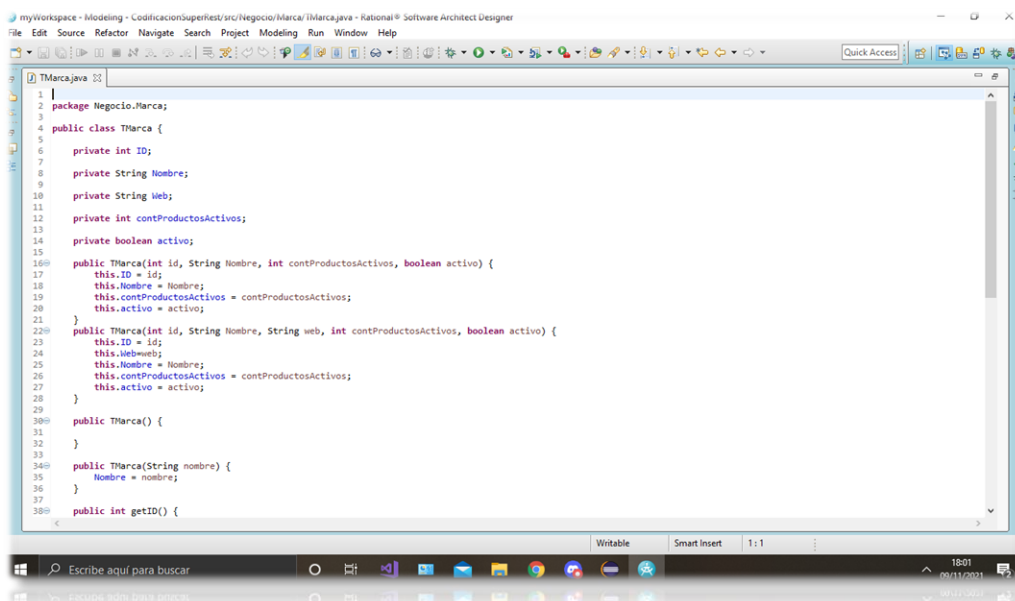 myWorkspace - Modeling - CodificacionSuperRest/src/Negocio/Marca/TMarca.java - Rational® Software Architect Designer
File Edit Source Refactor Navigate Search Project Modeling Run Window Help
Quick Access
TMarca.java
1
2 package Negocio.Marca;
3
4 public class TMarca {
5
6 private int ID;
7
8 private String Nombre;
9
10 private String Web;
11
12 private int contProductosActivos;
13
14 private boolean activo;
15
16 public TMarca(int id, String Nombre, int contProductosActivos, boolean activo) {
17 this.ID = id;
18 this.Nombre = Nombre;
19 this.contProductosActivos = contProductosActivos;
20 this.activo = activo;
21 }
22 public TMarca(int id, String Nombre, String web, int contProductosActivos, boolean activo) {
23 this.ID = id;
24 this.Web=web;
25 this.Nombre = Nombre;
26 this.contProductosActivos = contProductosActivos;
27 this.activo = activo;
28 }
29
30 public TMarca() {
31
32 }
33
34 public TMarca(String nombre) {
35 Nombre = nombre;
36 }
37
38 public int getID() {
Writable Smart Insert 1 : 1
Escribe aquí para buscar
18:01
09/11/2021